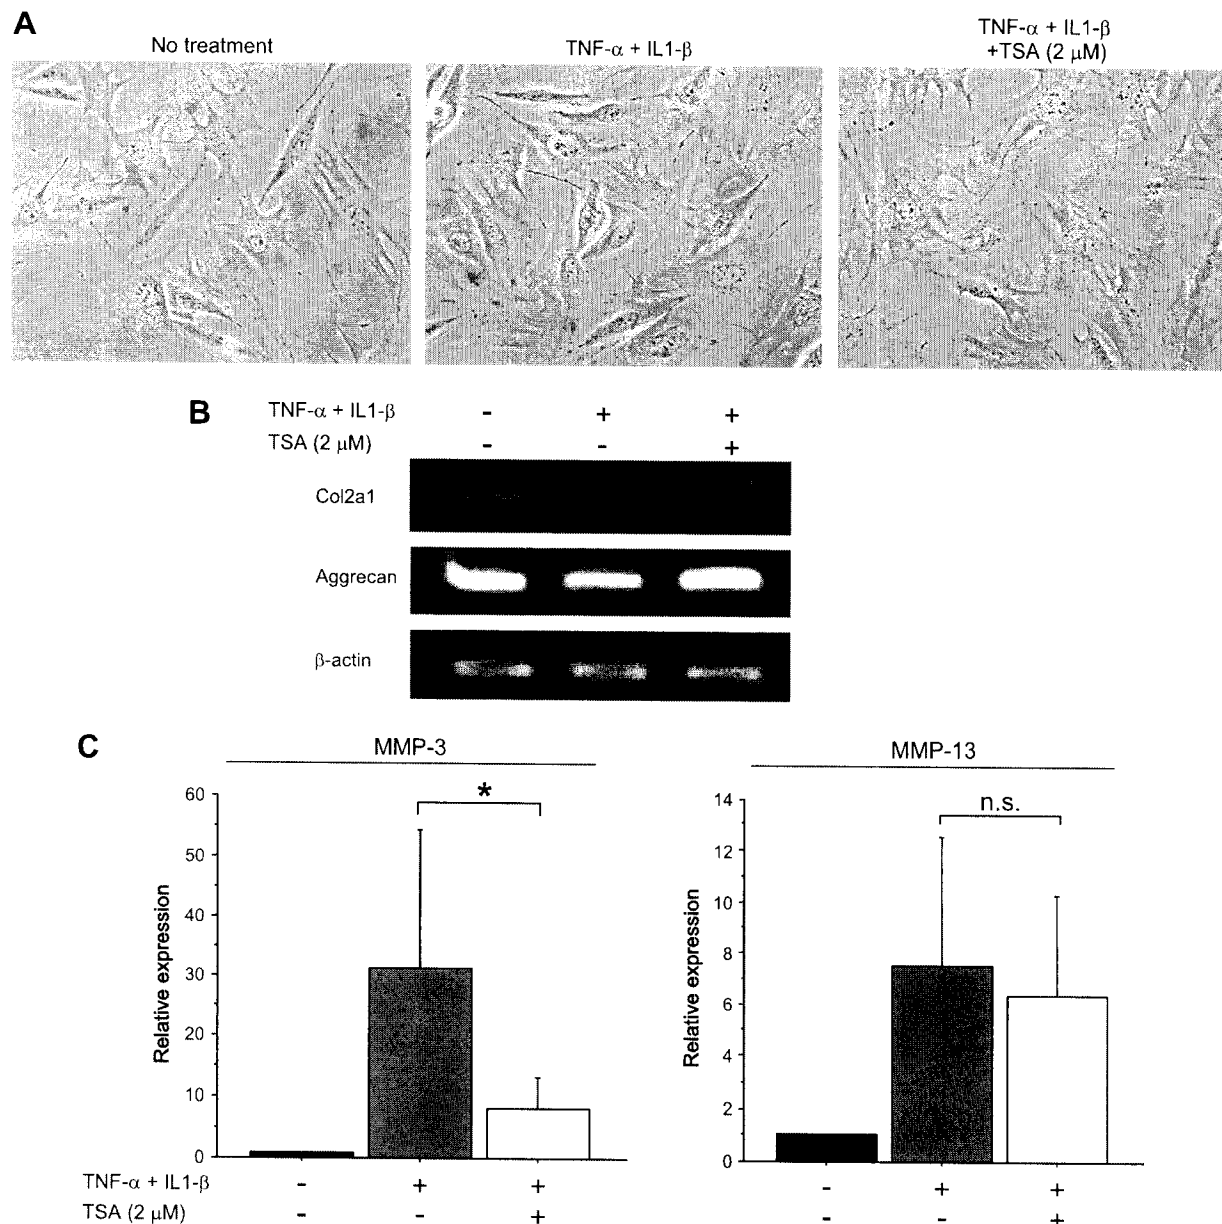 A
No treatment
TNF-α + IL1-β
TNF-α + IL1-β
+TSA (2 μM)
B
TNF-α + IL1-β - + +
TSA (2 μM) - - +
Col2a1
Aggrecan
β-actin
C
MMP-3
*
60
50
40
30
20
10
0
Relative expression
TNF-α + IL1-β - + +
TSA (2 μM) - - +
MMP-13
n.s.
14
12
10
8
6
4
2
0
Relative expression
- + +
- - +